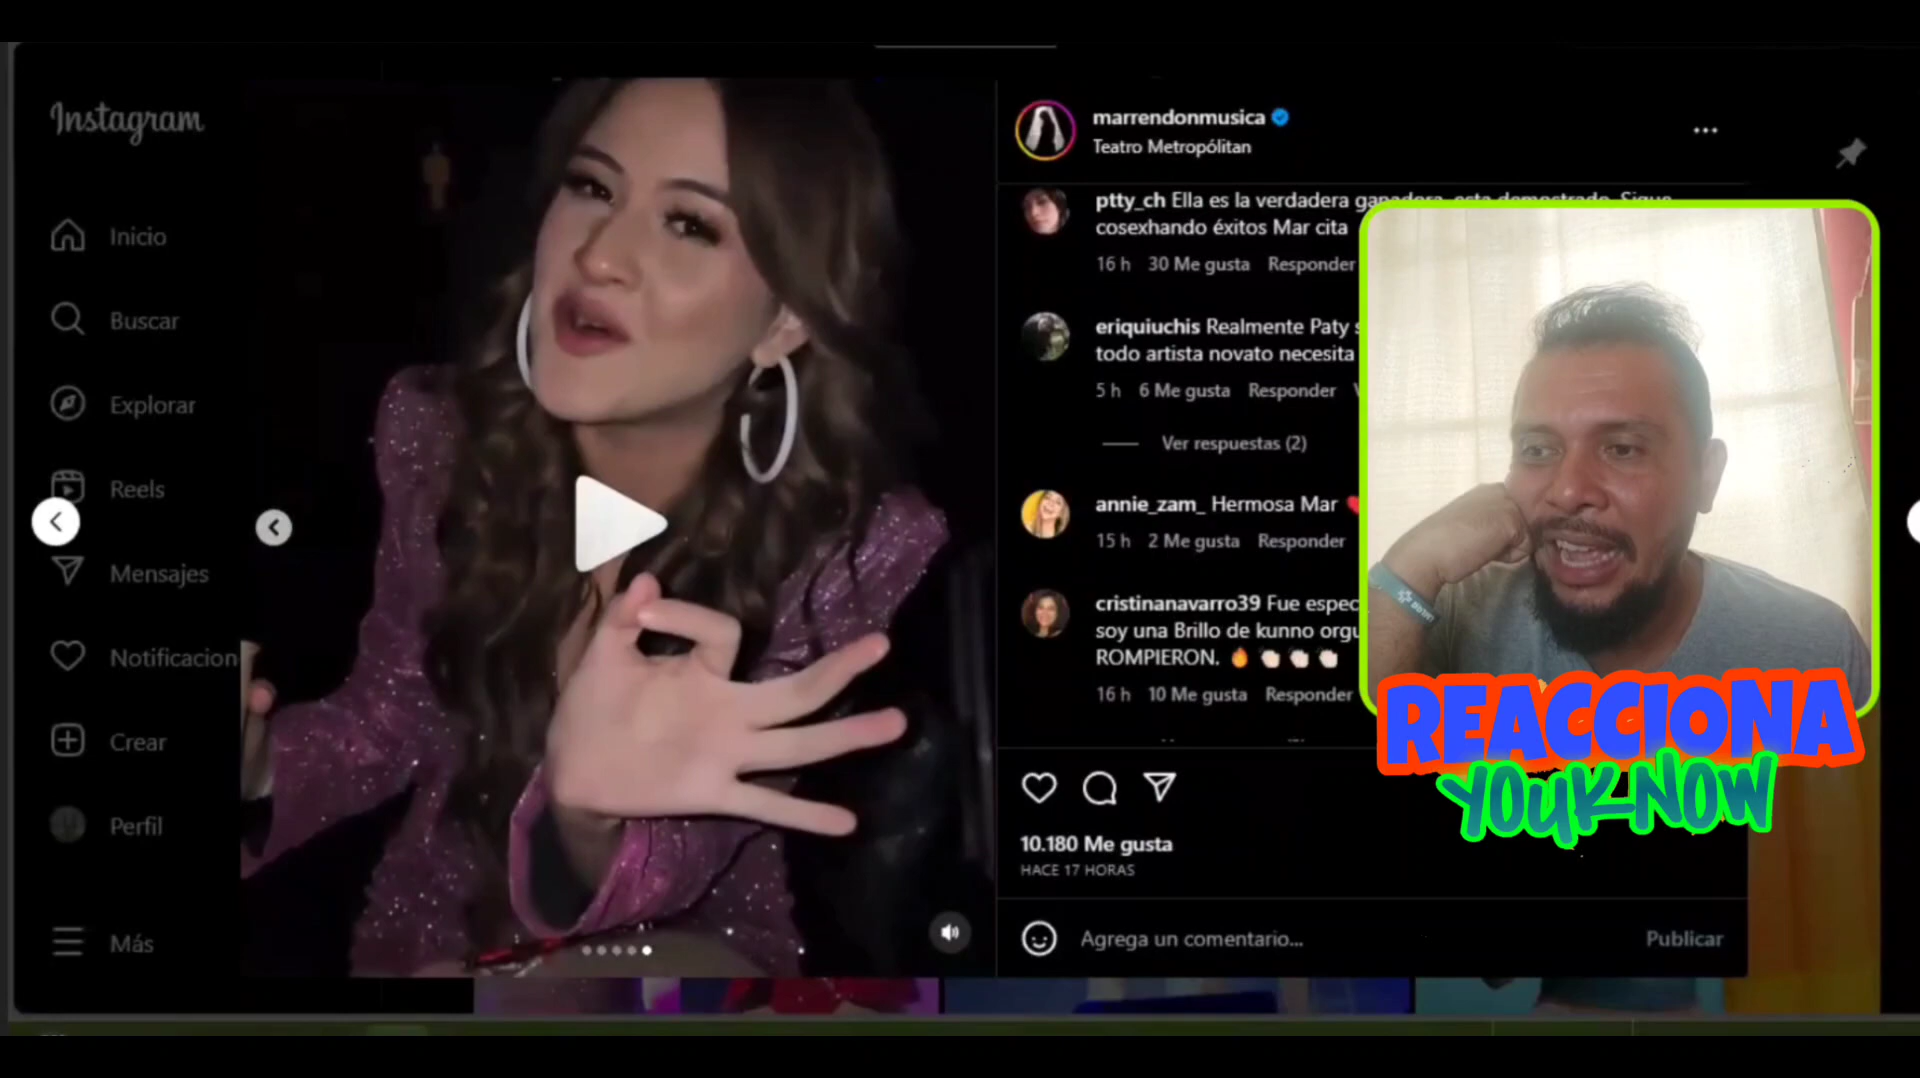 Instagram
Inicio
Buscar
Explorar
Reels
Mensajes
Notificacion
Crear
Perfil
Más
marrendonmusica
Teatro Metropólitan
ptty_ch Ella es la verdadera ganadora, esta demostrado. Sigue
cosexhando éxitos Mar cita
16 h 30 Me gusta Responder
eriquiuchis Realmente Paty s
todo artista novato necesita
5 h 6 Me gusta Responder V
Ver respuestas (2)
annie_zam_ Hermosa Mar
15 h 2 Me gusta Responder
cristinanavarro39 Fue espec
soy una Brillo de kunno orgu
ROMPIERON. 🔥👏🏻👏🏻👏🏻
16 h 10 Me gusta Responder
10.180 Me gusta
HACE 17 HORAS
Agrega un comentario...
Publicar
REACCIONA
YOUKNOW